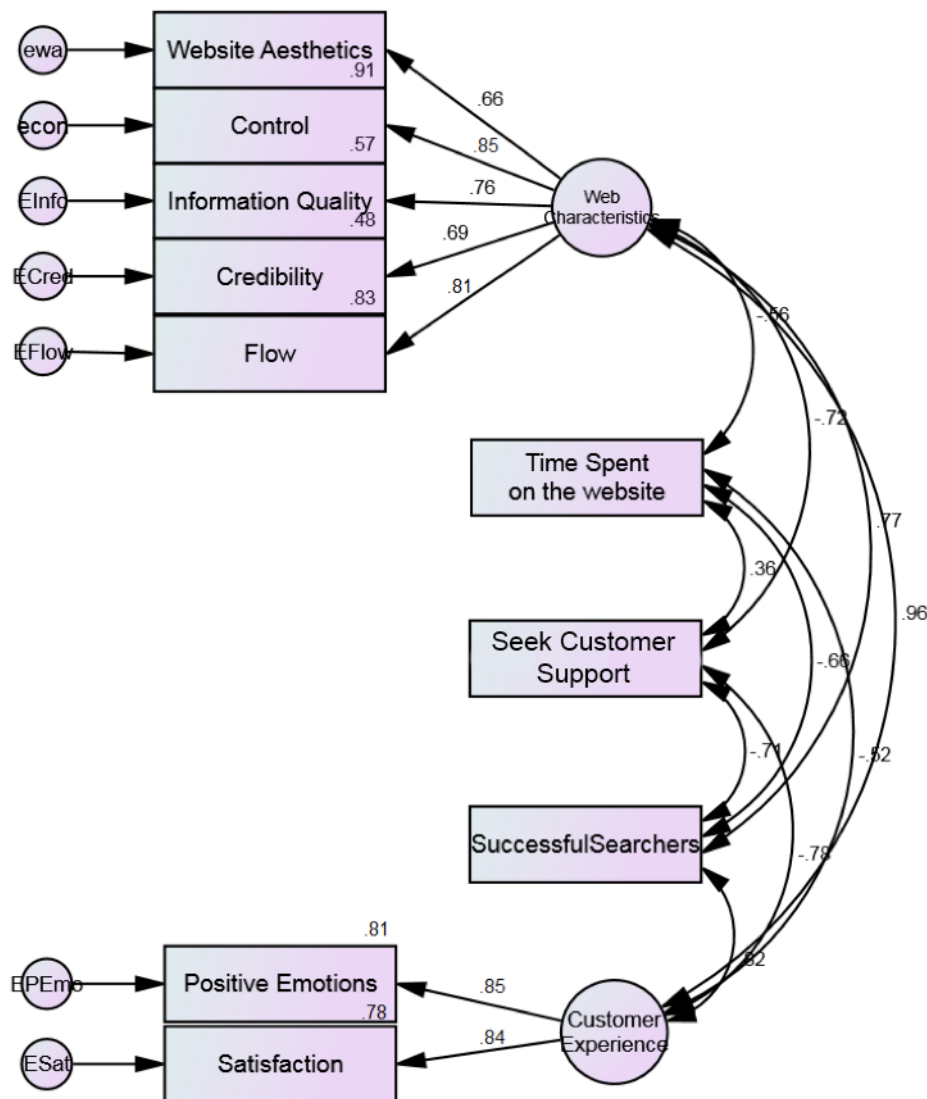 ewa
Website Aesthetics
.91
.66
econ
Control
.57
.85
EInfo
Information Quality
.48
.76
Web
Characteristics
ECred
Credibility
.83
.69
EFlow
Flow
.81
-.56
-.72
Time Spent
on the website
.77
.36
.96
Seek Customer
Support
-.66
-.71
-.52
SuccessfulSearchers
-.78
.82
.81
EPEmo
Positive Emotions
.78
.85
Customer
Experience
ESat
Satisfaction
.84